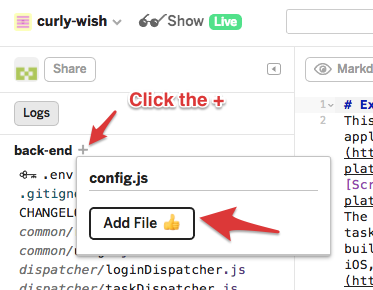 curly-wish
Show Live
Share
Markd
Logs
Click the +
back-end +
.env
.gitign
CHANGELO
common/
common/
dispatcher/loginDispatcher.js
dispatcher/taskDispatcher.js
config.js
Add File 👍
1 # Ex
2 This
appl
(htt
plat
[Scr
plat
The
task
buil
iOS,
(htt